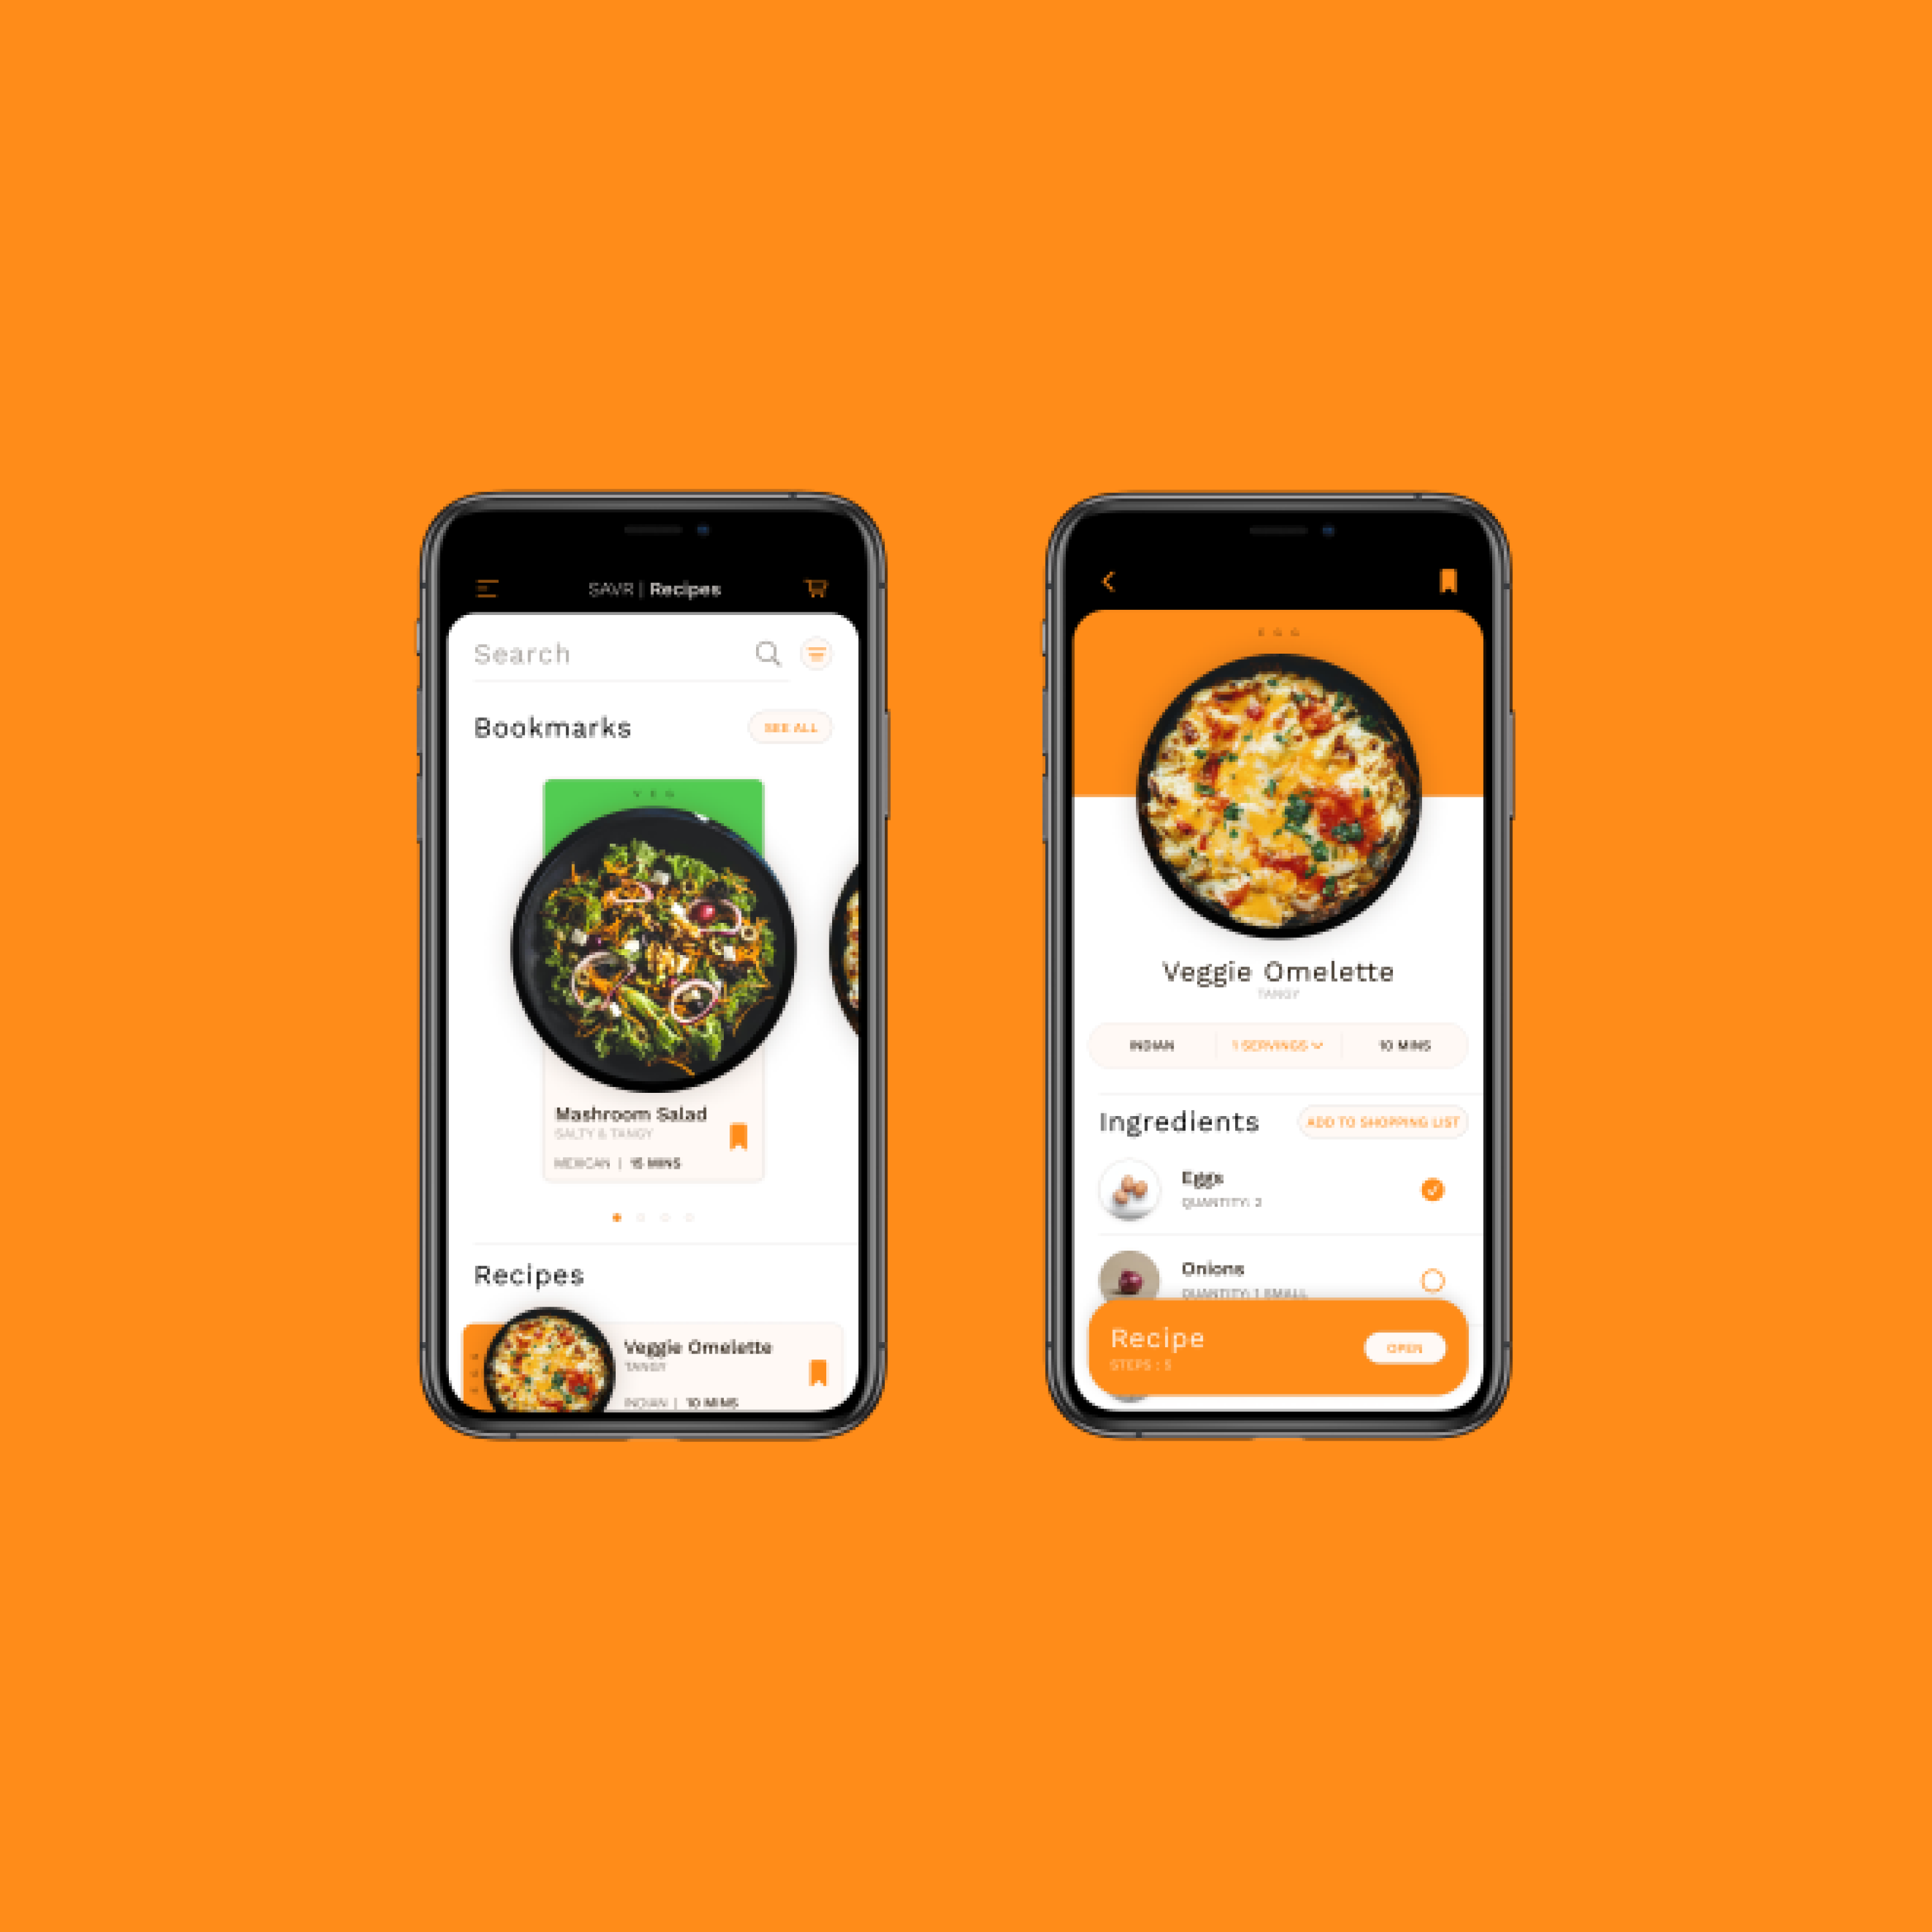 SAVR | Recipes
Search
Bookmarks
SEE ALL
VEG
Mashroom Salad
SALTY & TANGY
MEXICAN | 15 MINS
Recipes
EGG
Veggie Omelette
TANGY
INDIAN | 10 MINS
EGG
Veggie Omelette
TANGY
INDIAN
1 SERVINGS
10 MINS
Ingredients
ADD TO SHOPPING LIST
Eggs
QUANTITY: 2
Onions
QUANTITY: 1 SMALL
Recipe
STEPS : 5
OPEN